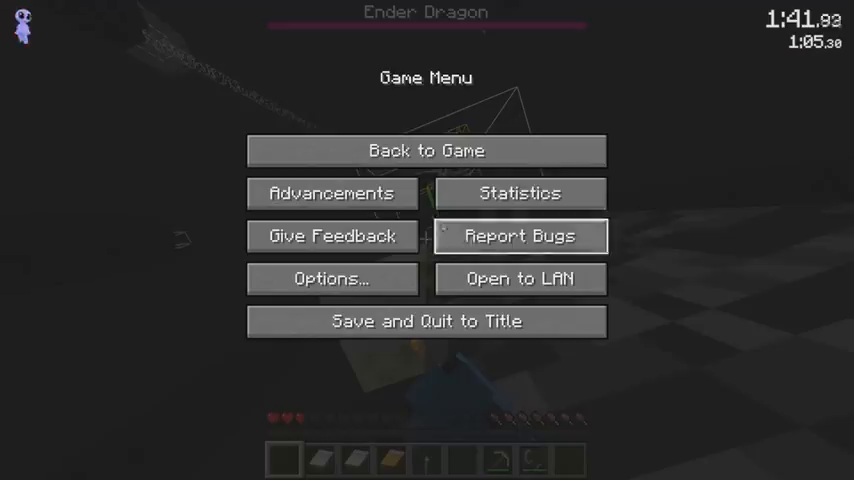 Ender Dragon
1:41.93
1:05.30
Game Menu
Back to Game
Advancements
Statistics
Give Feedback
Report Bugs
Options...
Open to LAN
Save and Quit to Title